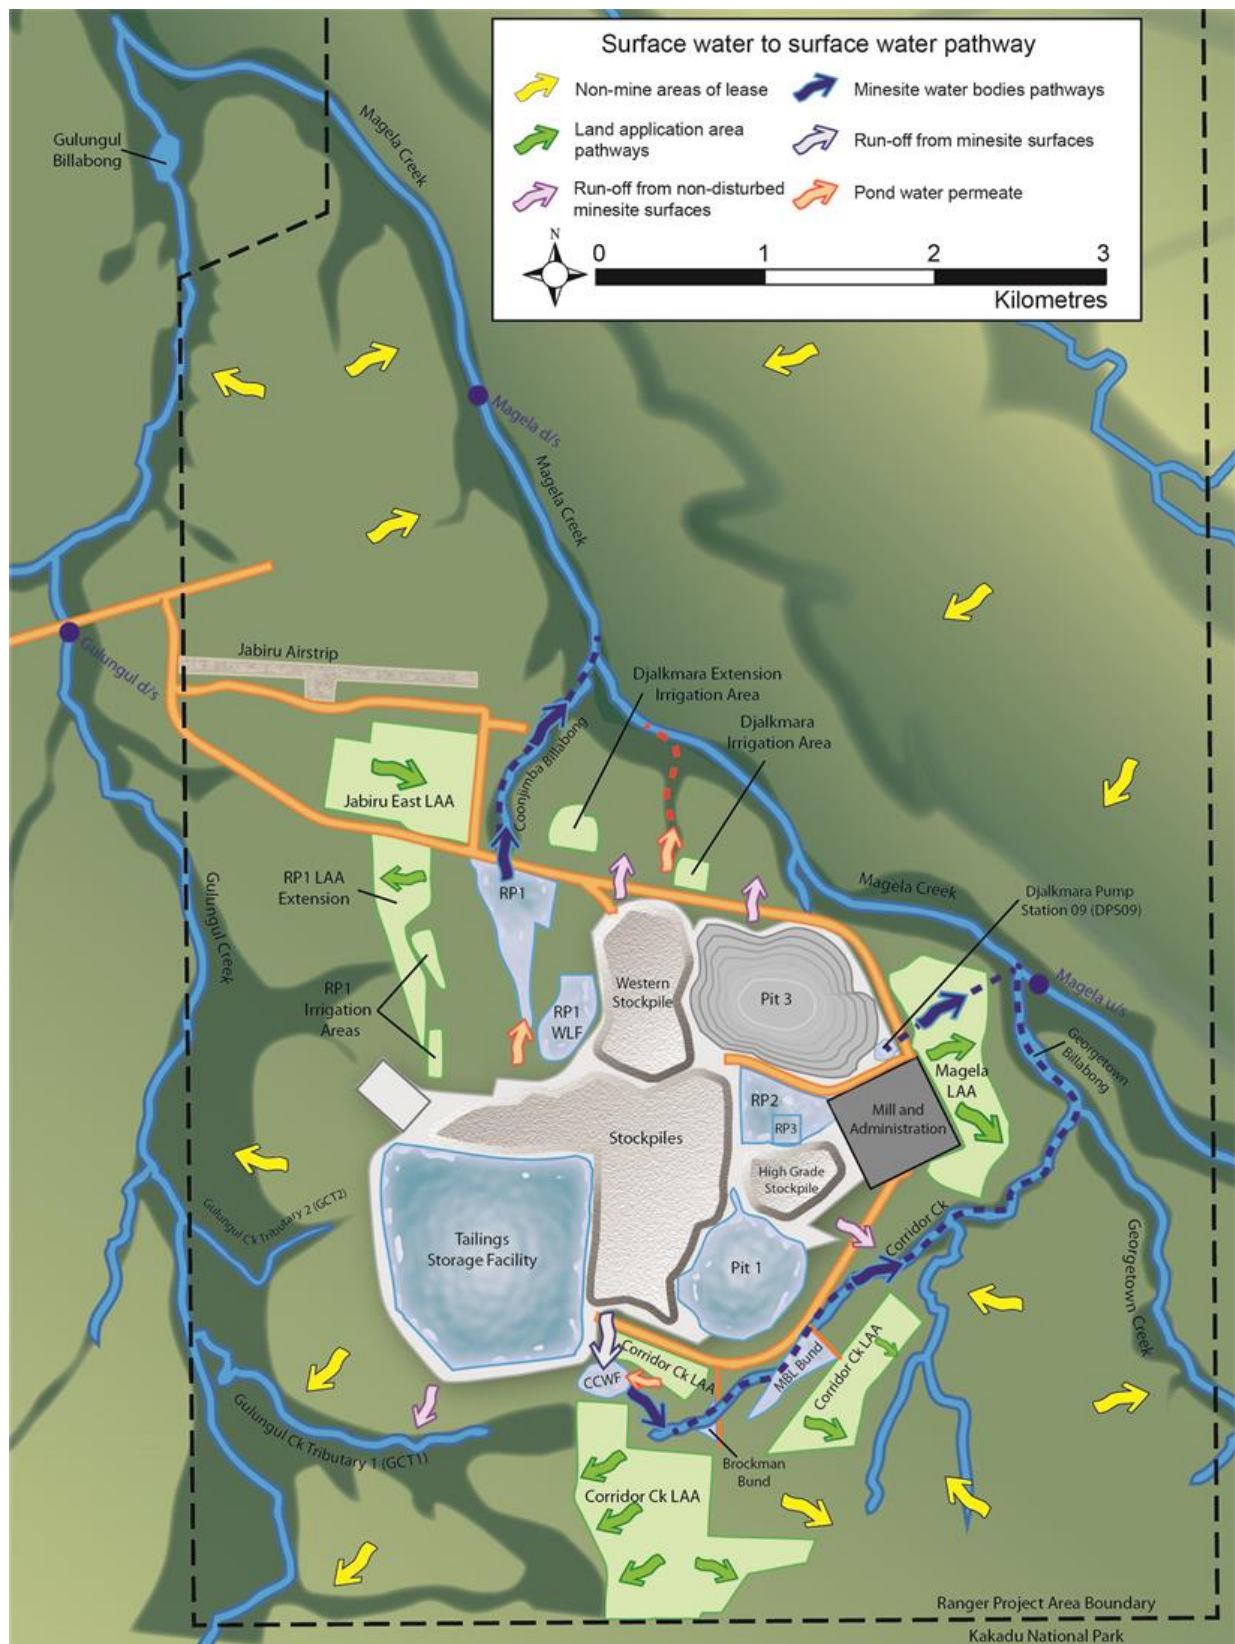 Surface water to surface water pathway
Non-mine areas of lease
Minesite water bodies pathways
Land application area
pathways
Run-off from minesite surfaces
Run-off from non-disturbed
minesite surfaces
Pond water permeate
N
0 1 2 3
Kilometres
Gulungul
Billabong
Magela Creek
Magela d/s
Magela Creek
Jabiru Airstrip
Gulungul d/s
Djalkmara Extension
Irrigation Area
Djalkmara
Irrigation Area
Coonjimba Billabong
Jabiru East LAA
RP1 LAA
Extension
RP1
Gulungul Creek
Magela Creek
Djalkmara Pump
Station 09 (DPS09)
RP1
Irrigation
Areas
RP1
WLF
Western
Stockpile
Pit 3
Magela u/s
Georgetown
Billabong
Magela
LAA
RP2
RP3
Mill and
Administration
Stockpiles
High Grade
Stockpile
Gulungul Ck Tributary 2 (GCT2)
Tailings
Storage Facility
Pit 1
Corridor Ck
Georgetown Creek
Corridor Ck LAA
CCWF
MBL Bund
Corridor Ck LAA
Gulungul Ck Tributary 1 (GCT1)
Brockman
Bund
Corridor Ck LAA
Ranger Project Area Boundary
Kakadu National Park